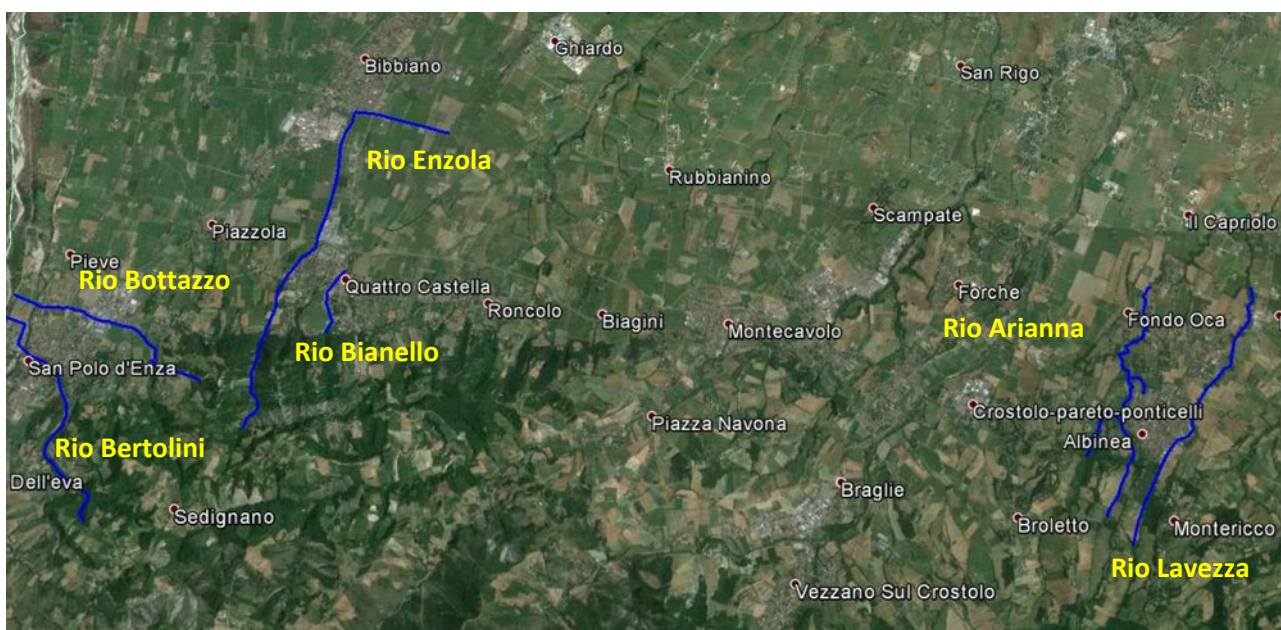 Ghiardo
Bibbiano
San Rigo
Rio Enzola
Rubbianino
Scampate
Il Capriolo
Piazzola
Pieve
Rio Bottazzo
Quattro Castella
Forche
Roncolo
Biagini
Montecavolo
Rio Arianna
Fondo Oca
Rio Bianello
San Polo d'Enza
Crostolo-pareto-ponticelli
Piazza Navona
Albinea
Rio Bertolini
Dell'eva
Braglie
Sedignano
Broletto
Montericco
Rio Lavezza
Vezzano Sul Crostolo